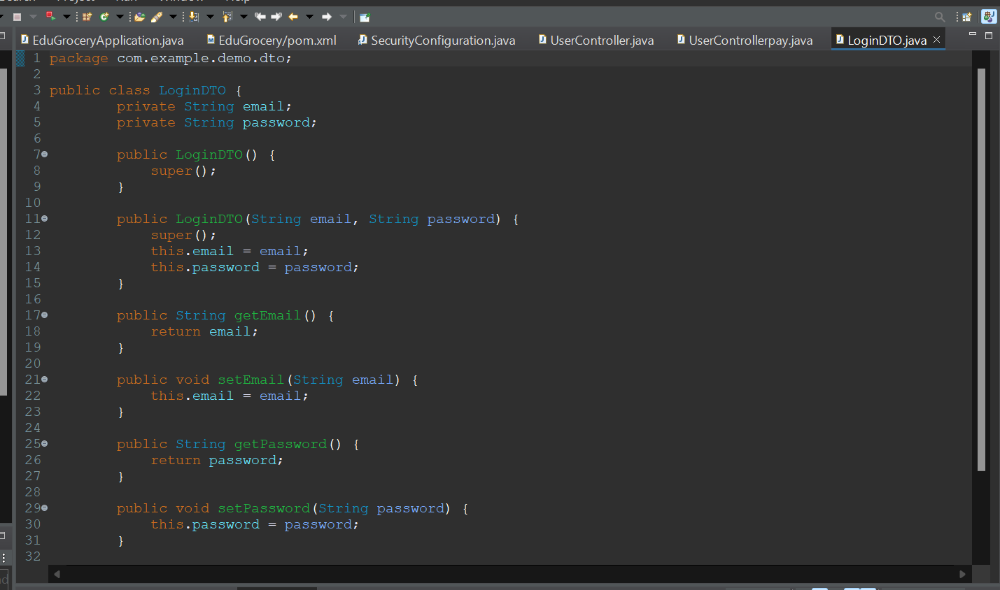 EduGroceryApplication.java EduGrocery/pom.xml SecurityConfiguration.java UserController.java UserControllerpay.java LoginDTO.java
1 package com.example.demo.dto;
2
3 public class LoginDTO {
4 private String email;
5 private String password;
6
7 public LoginDTO() {
8 super();
9 }
10
11 public LoginDTO(String email, String password) {
12 super();
13 this.email = email;
14 this.password = password;
15 }
16
17 public String getEmail() {
18 return email;
19 }
20
21 public void setEmail(String email) {
22 this.email = email;
23 }
24
25 public String getPassword() {
26 return password;
27 }
28
29 public void setPassword(String password) {
30 this.password = password;
31 }
32